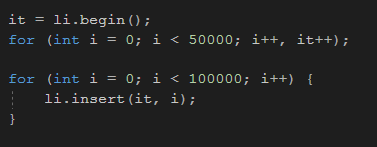 it = li.begin();
for (int i = 0; i < 50000; i++, it++);
for (int i = 0; i < 100000; i++) {
li.insert(it, i);
}